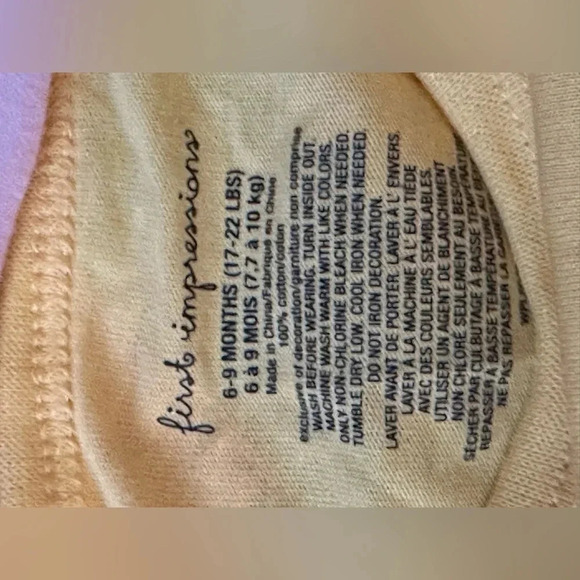 first impressions
6-9 MONTHS (17-22 LBS)
6 à 9 MOIS (7.7 à 10 kg)
Made in China/Fabriqué en Chine
100% cotton/coton
exclusive of decoration/garniture non comprise
WASH BEFORE WEARING, TURN INSIDE OUT.
MACHINE WASH WARM WITH LIKE COLORS.
ONLY NON-CHLORINE BLEACH WHEN NEEDED.
TUMBLE DRY LOW, COOL IRON WHEN NEEDED.
DO NOT IRON DECORATION.
LAVER AVANT DE PORTER, LAVER À L' ENVERS.
LAVER À LA MACHINE À L' EAU TIÈDE
AVEC DES COULEURS SEMBLABLES.
UTILISER UN AGENT DE BLANCHIMENT
NON CHLORÉ SEULEMENT AU BESOIN.
SÉCHER PAR CULBUTAGE À BASSE TEMPÉRATURE
REPASSER À BASSE TEMPÉRATURE AU
NE PAS REPASSER LA